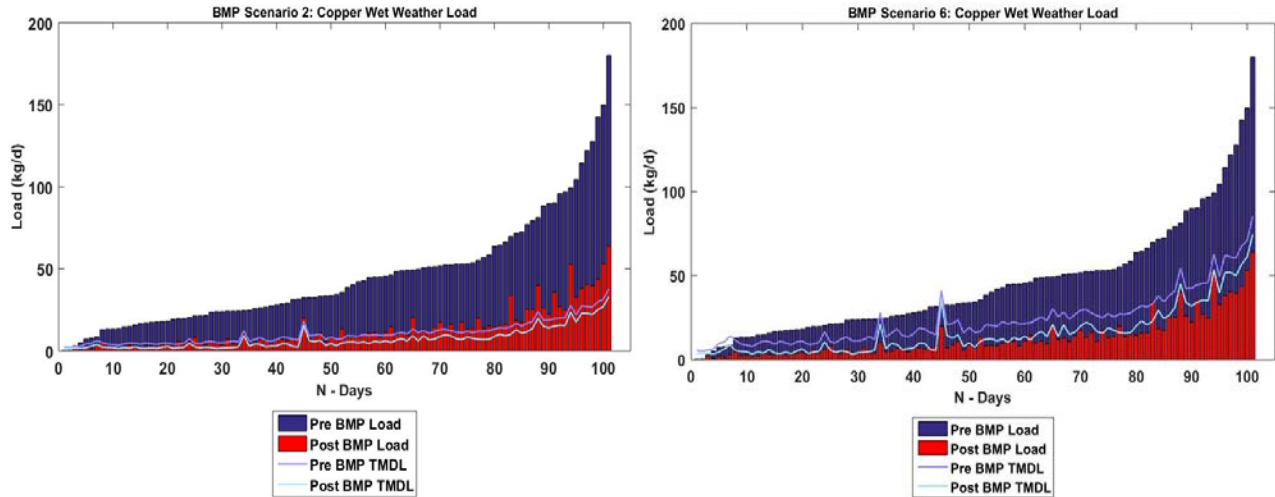 BMP Scenario 2: Copper Wet Weather Load
200
150
100
50
0
Load (kg/d)
0 10 20 30 40 50 60 70 80 90 100
N - Days
Pre BMP Load
Post BMP Load
Pre BMP TMDL
Post BMP TMDL
BMP Scenario 6: Copper Wet Weather Load
200
150
100
50
0
Load (kg/d)
0 10 20 30 40 50 60 70 80 90 100
N - Days
Pre BMP Load
Post BMP Load
Pre BMP TMDL
Post BMP TMDL